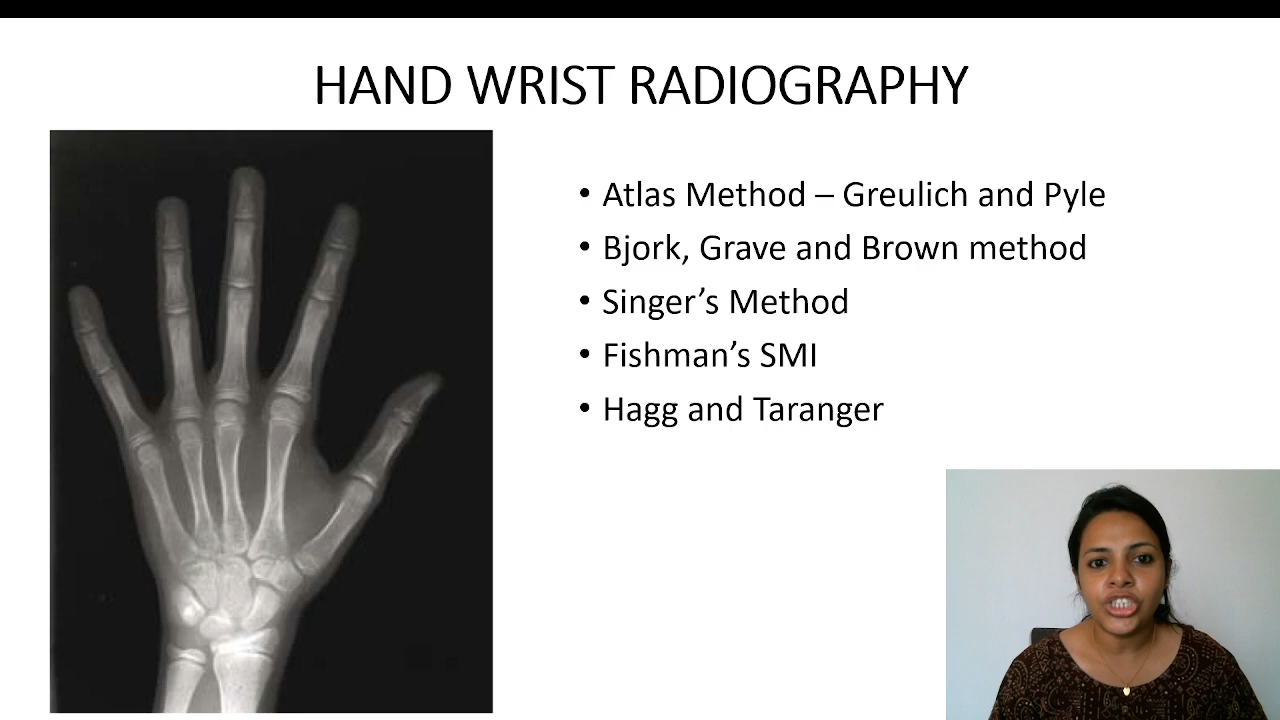 HAND WRIST RADIOGRAPHY
• Atlas Method – Greulich and Pyle
• Bjork, Grave and Brown method
• Singer’s Method
• Fishman’s SMI
• Hagg and Taranger